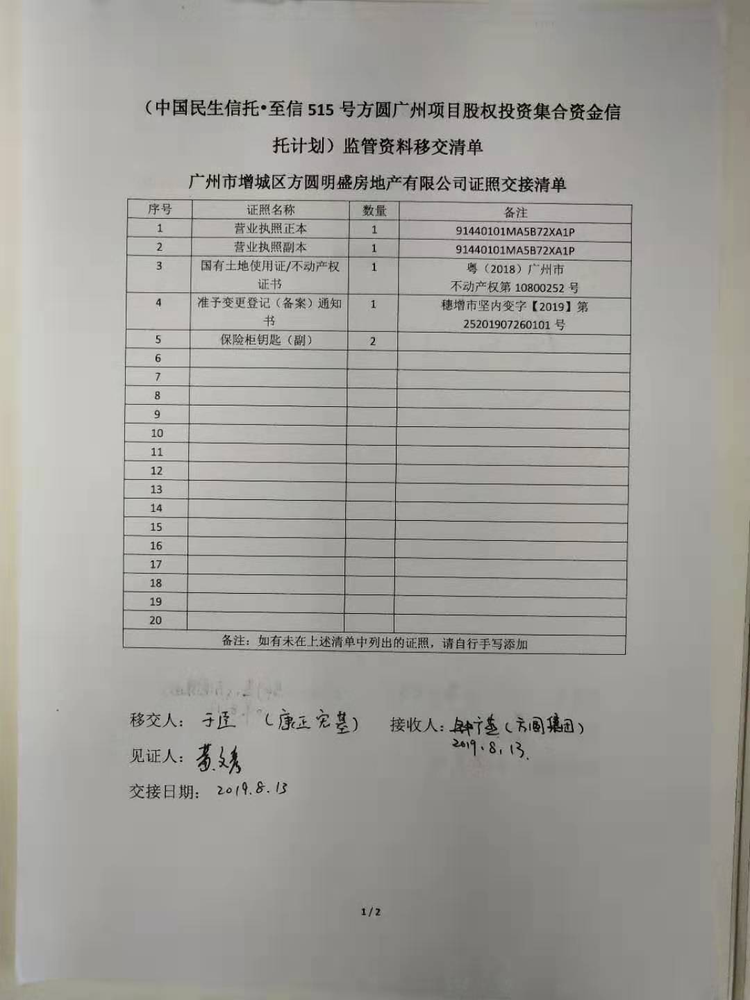 （中国民生信托•至信 515 号方圆广州项目股权投资集合资金信
托计划）监管资料移交清单
广州市增城区方圆明盛房地产有限公司证照交接清单
序号 证照名称 数量 备注
1 营业执照正本 1 91440101MA5B72XA1P
2 营业执照副本 1 91440101MA5B72XA1P
3 国有土地使用证/不动产权 1 粤（2018）广州市
证书 不动产权第 10800252 号
4 准予变更登记（备案）通知 1 穗增市坚内变字【2019】第
书 25201907260101 号
5 保险柜钥匙（副） 2
6
7
8
9
10
11
12
13
14
15
16
17
18
19
20
备注：如有未在上述清单中列出的证照，请自行手写添加
移交人：于臣 （康正宏基） 接收人：（方圆集团）
2019.8.13.
见证人：黄文秀
交接日期：2019.8.13
1 / 2